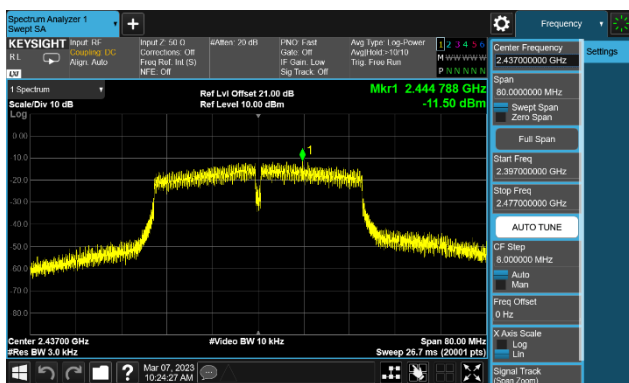 Spectrum Analyzer 1
Swept SA
Frequency
KEYSIGHT
Input: RF
Coupling: DC
Align: Auto
Input Z: 50 Ω
Corrections: Off
Freq Ref: Int (S)
NFE: Off
#Atten: 20 dB
PNO: Fast
Gate: Off
IF Gain: Low
Sig Track: Off
Avg Type: Log-Power
Avg|Hold:>10/10
Trig: Free Run
1 2 3 4 5 6
M W W W W W
P N N N N N
R L
LXI
1 Spectrum
Scale/Div 10 dB
Log
Ref Lvl Offset 21.00 dB
Ref Level 10.00 dBm
Mkr1 2.444 788 GHz
-11.50 dBm
1
0.00
-10.0
-20.0
-30.0
-40.0
-50.0
-60.0
-70.0
-80.0
Center 2.43700 GHz
#Res BW 3.0 kHz
#Video BW 10 kHz
Span 80.00 MHz
Sweep 26.7 ms (20001 pts)
Mar 07, 2023
10:24:27 AM
?
Settings
Center Frequency
2.437000000 GHz
Span
80.0000000 MHz
Swept Span
Zero Span
Full Span
Start Freq
2.397000000 GHz
Stop Freq
2.477000000 GHz
AUTO TUNE
CF Step
8.000000 MHz
Auto
Man
Freq Offset
0 Hz
X Axis Scale
Log
Lin
Signal Track
(Span Zoom)